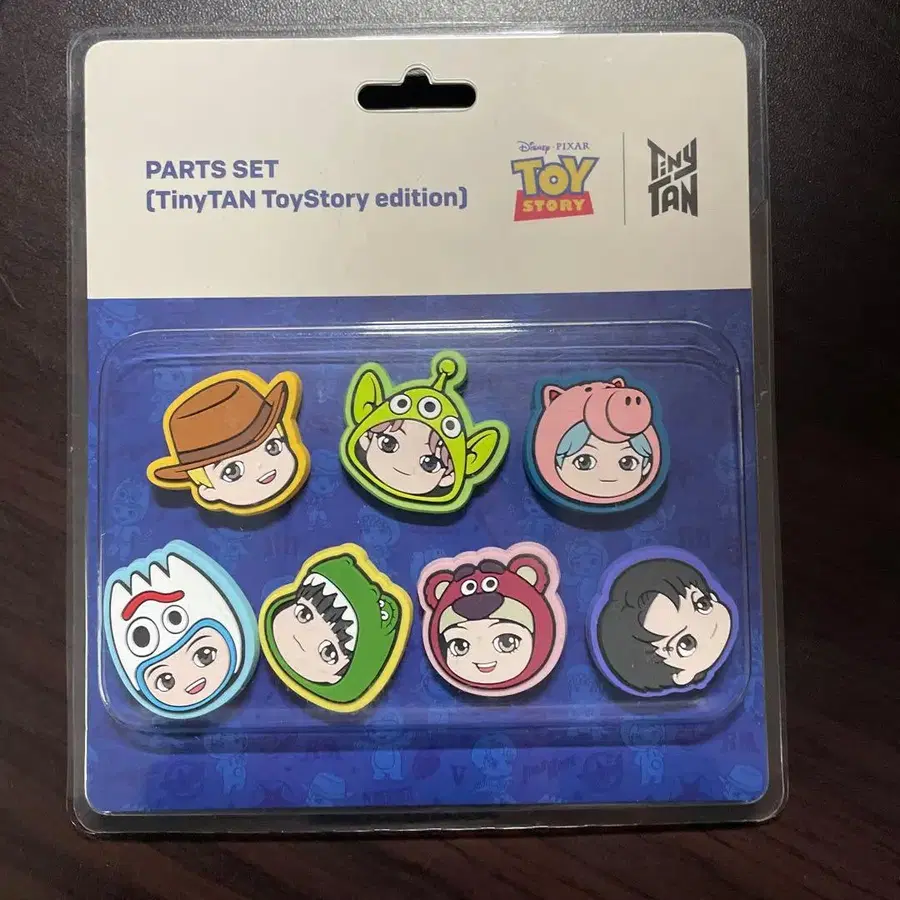 PARTS SET
(TinyTAN ToyStory edition)
Disney · PIXAR
TOY
STORY
TiNY
TAN